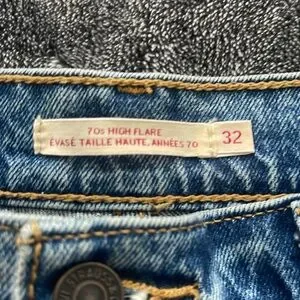 70s HIGH FLARE
ÉVASÉ TAILLE HAUTE, ANNÉES 70
32